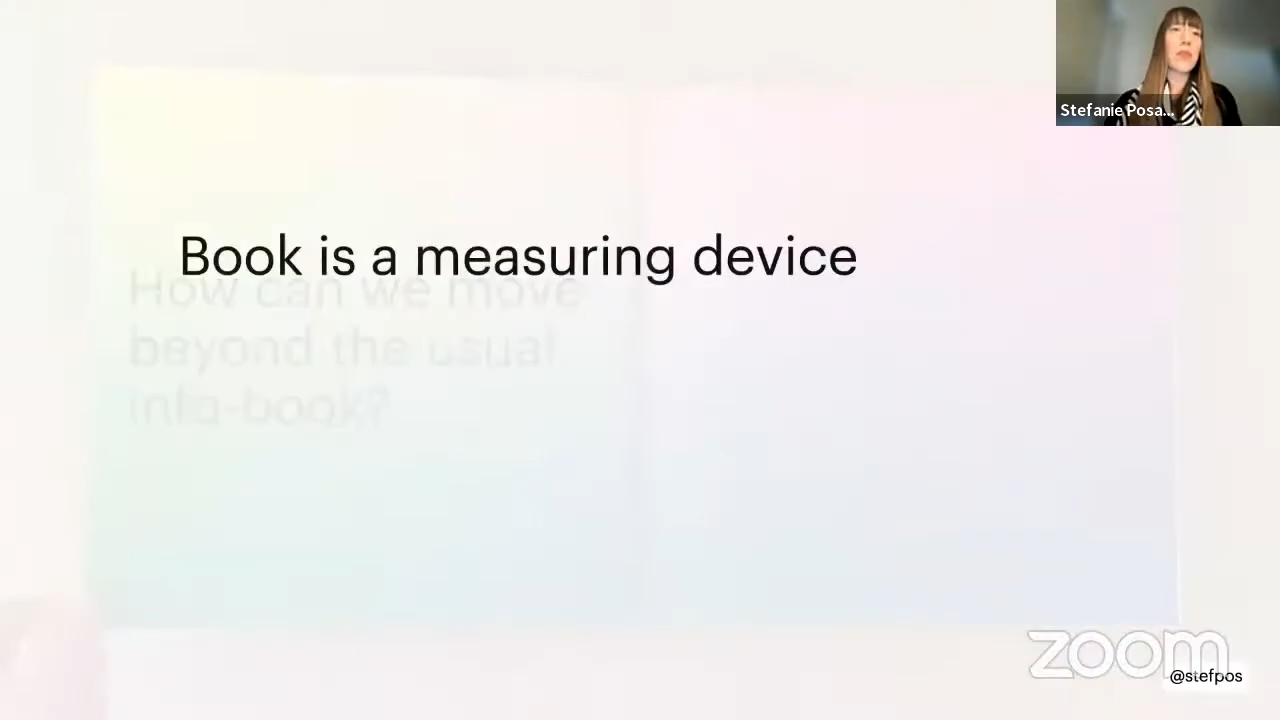 Stefanie Posa...
Book is a measuring device
How can we move
beyond the usual
info-book?
zoom
@stefpos